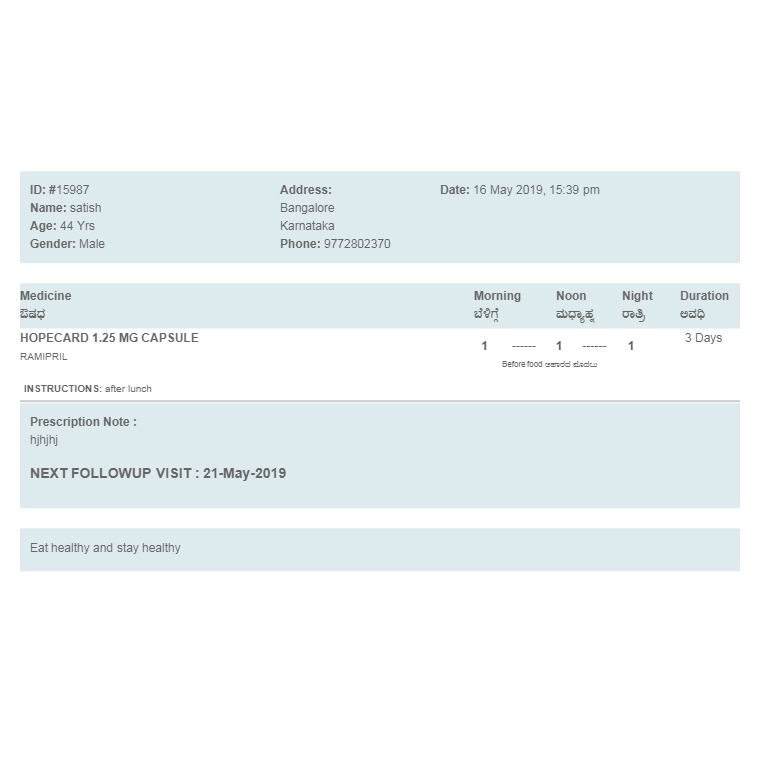 ID: #15987 Address: Date: 16 May 2019, 15:39 pm
Name: satish Bangalore
Age: 44 Yrs Karnataka
Gender: Male Phone: 9772802370
Medicine Morning Noon Night Duration
ಔಷಧ ಬೆಳಿಗ್ಗೆ ಮಧ್ಯಾಹ್ನ ರಾತ್ರಿ ಅವಧಿ
HOPECARD 1.25 MG CAPSULE 3 Days
1 ------ 1 ------ 1
RAMIPRIL
Before food ಆಹಾರದ ಮೊದಲು
INSTRUCTIONS: after lunch
Prescription Note :
hjhjhj
NEXT FOLLOWUP VISIT : 21-May-2019
Eat healthy and stay healthy